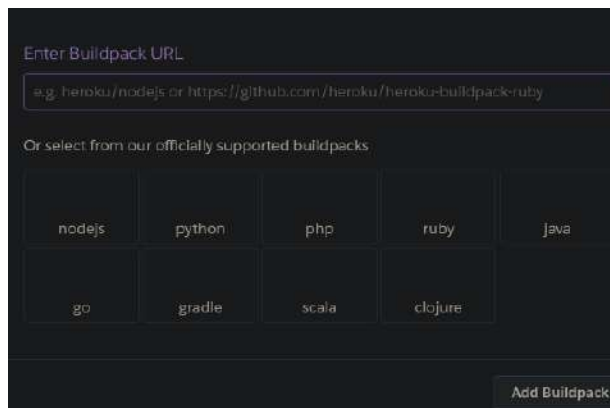 Enter Buildpack URL
e.g. heroku/nodejs or https://github.com/heroku/heroku-buildpack-ruby
Or select from our officially supported buildpacks
nodejs python php ruby java
go gradle scala clojure
Add Buildpack